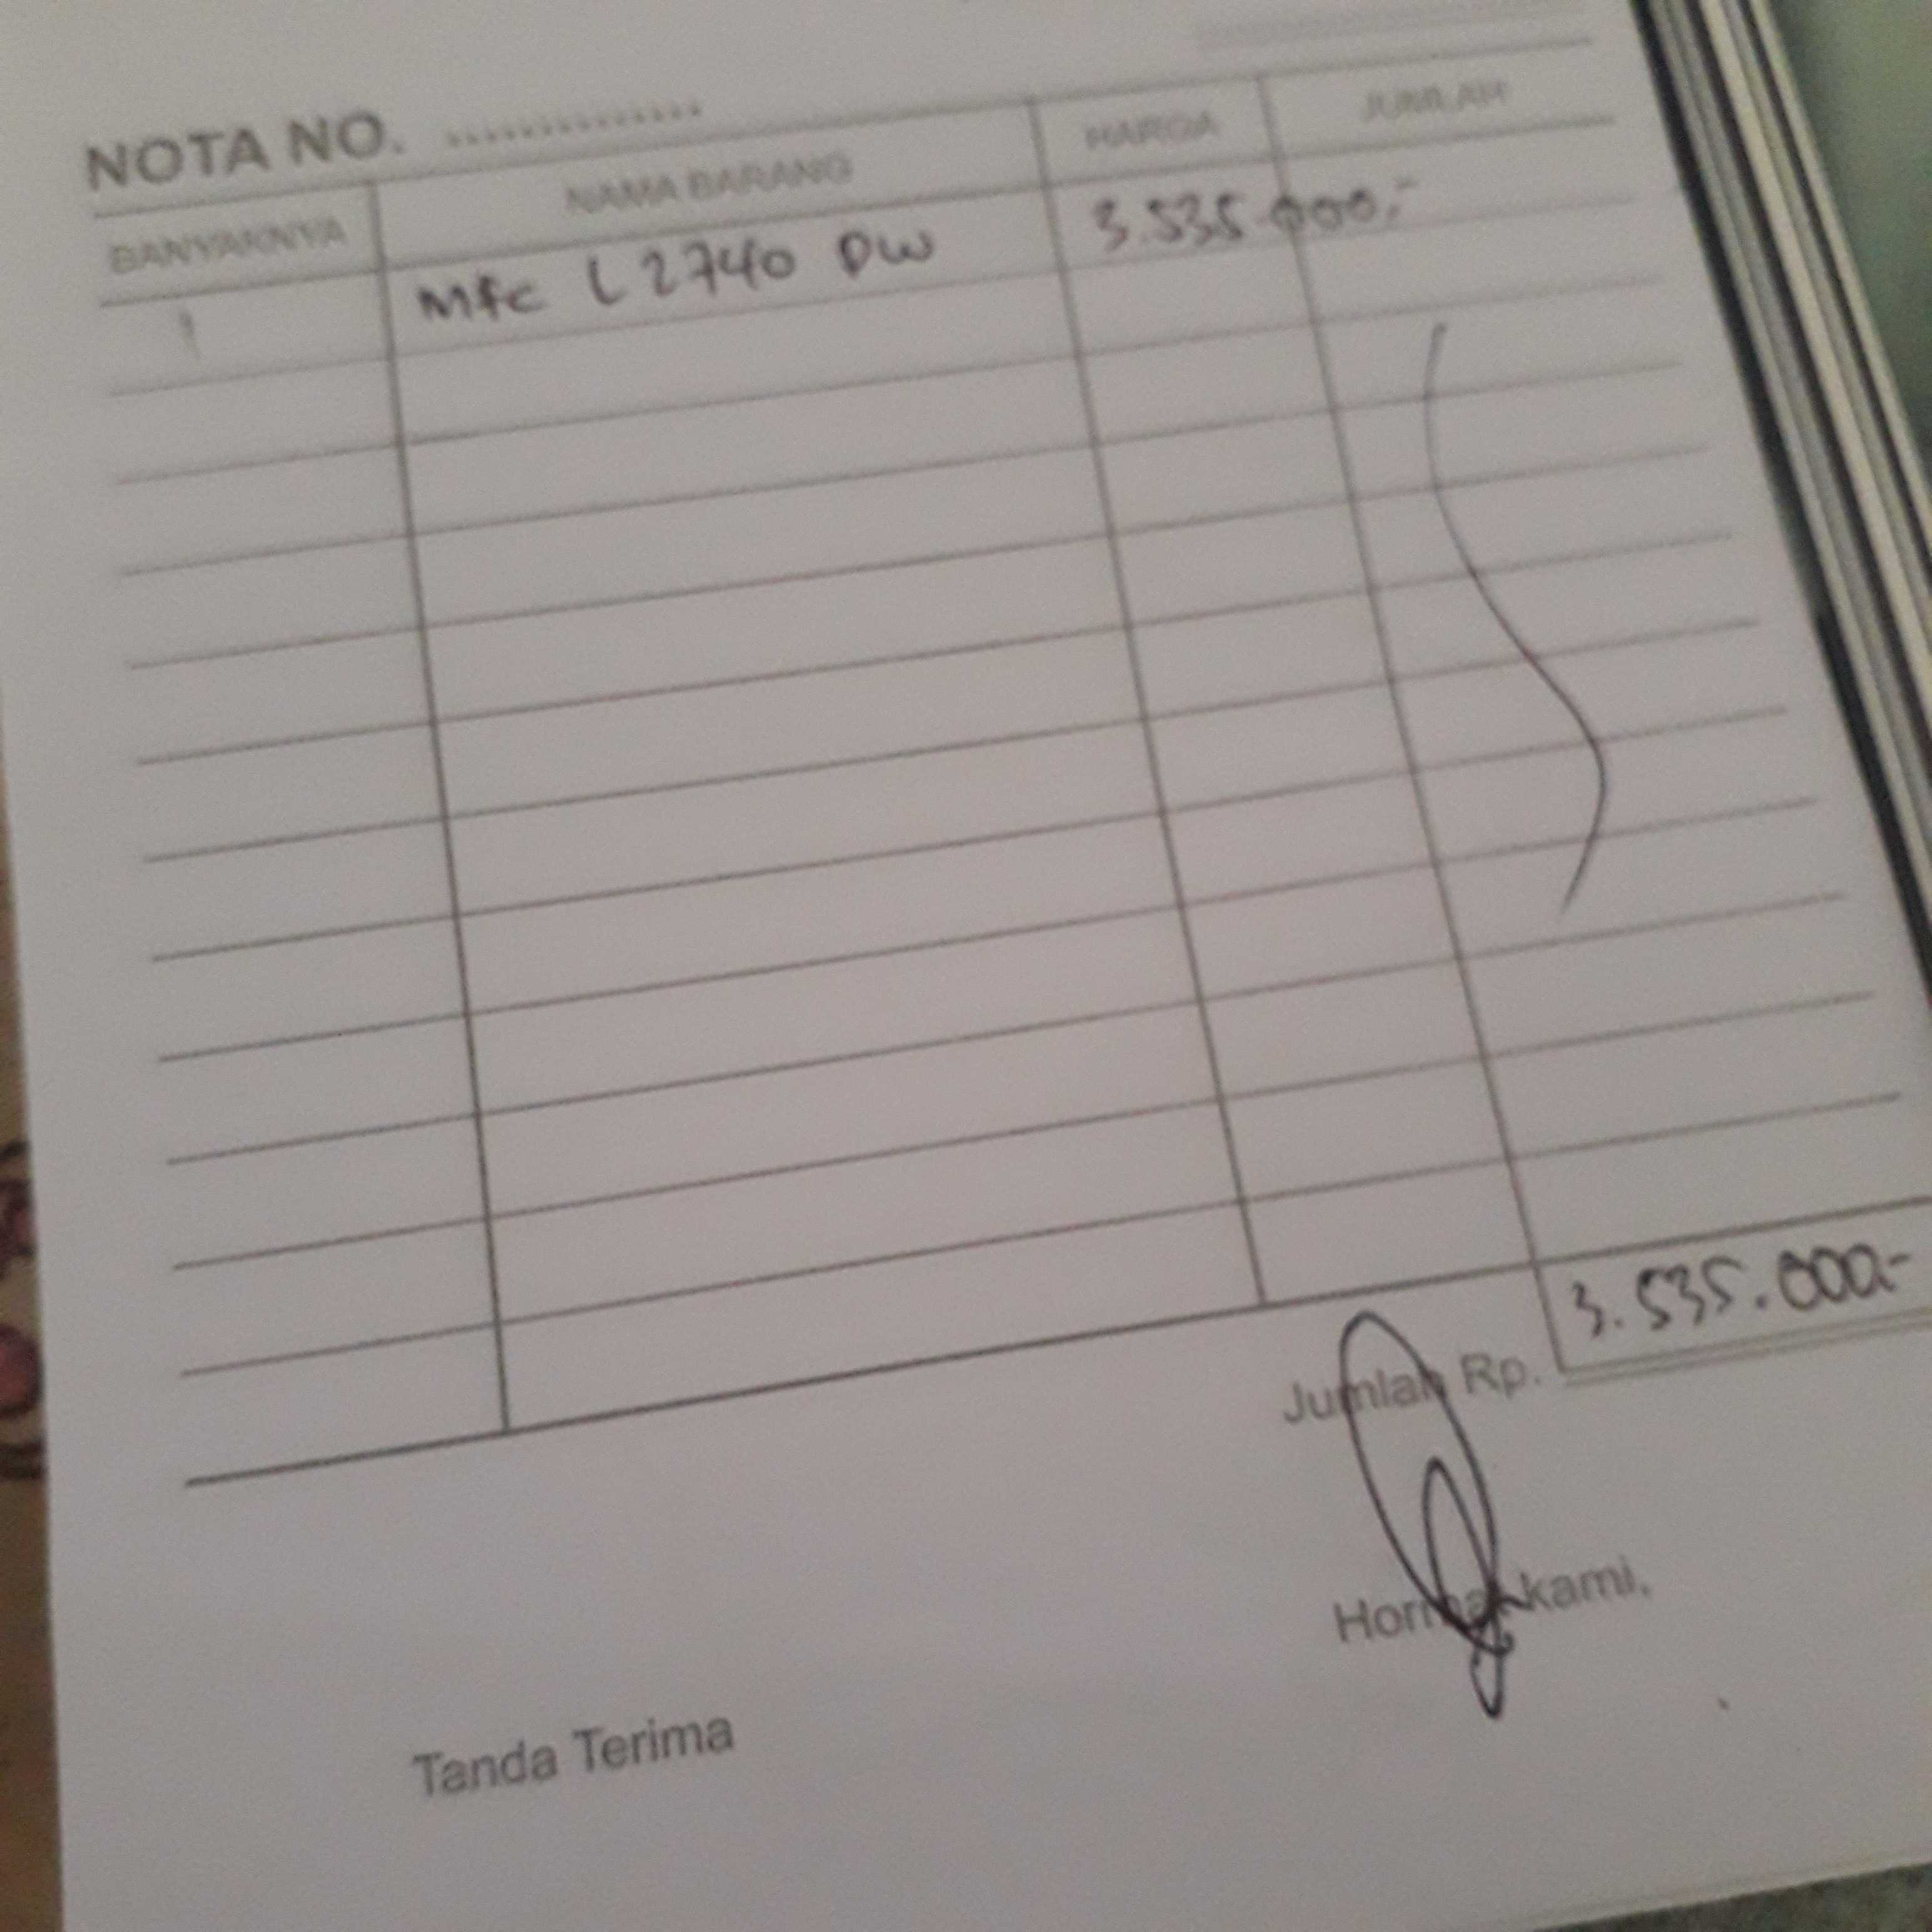 NOTA NO. ..............
BANYAKNYA NAMA BARANG HARGA JUMLAH
1 Mfc L2740 DW 3.535.000,-
3.535.000,-
Jumlah Rp.
Hormat kami,
Tanda Terima